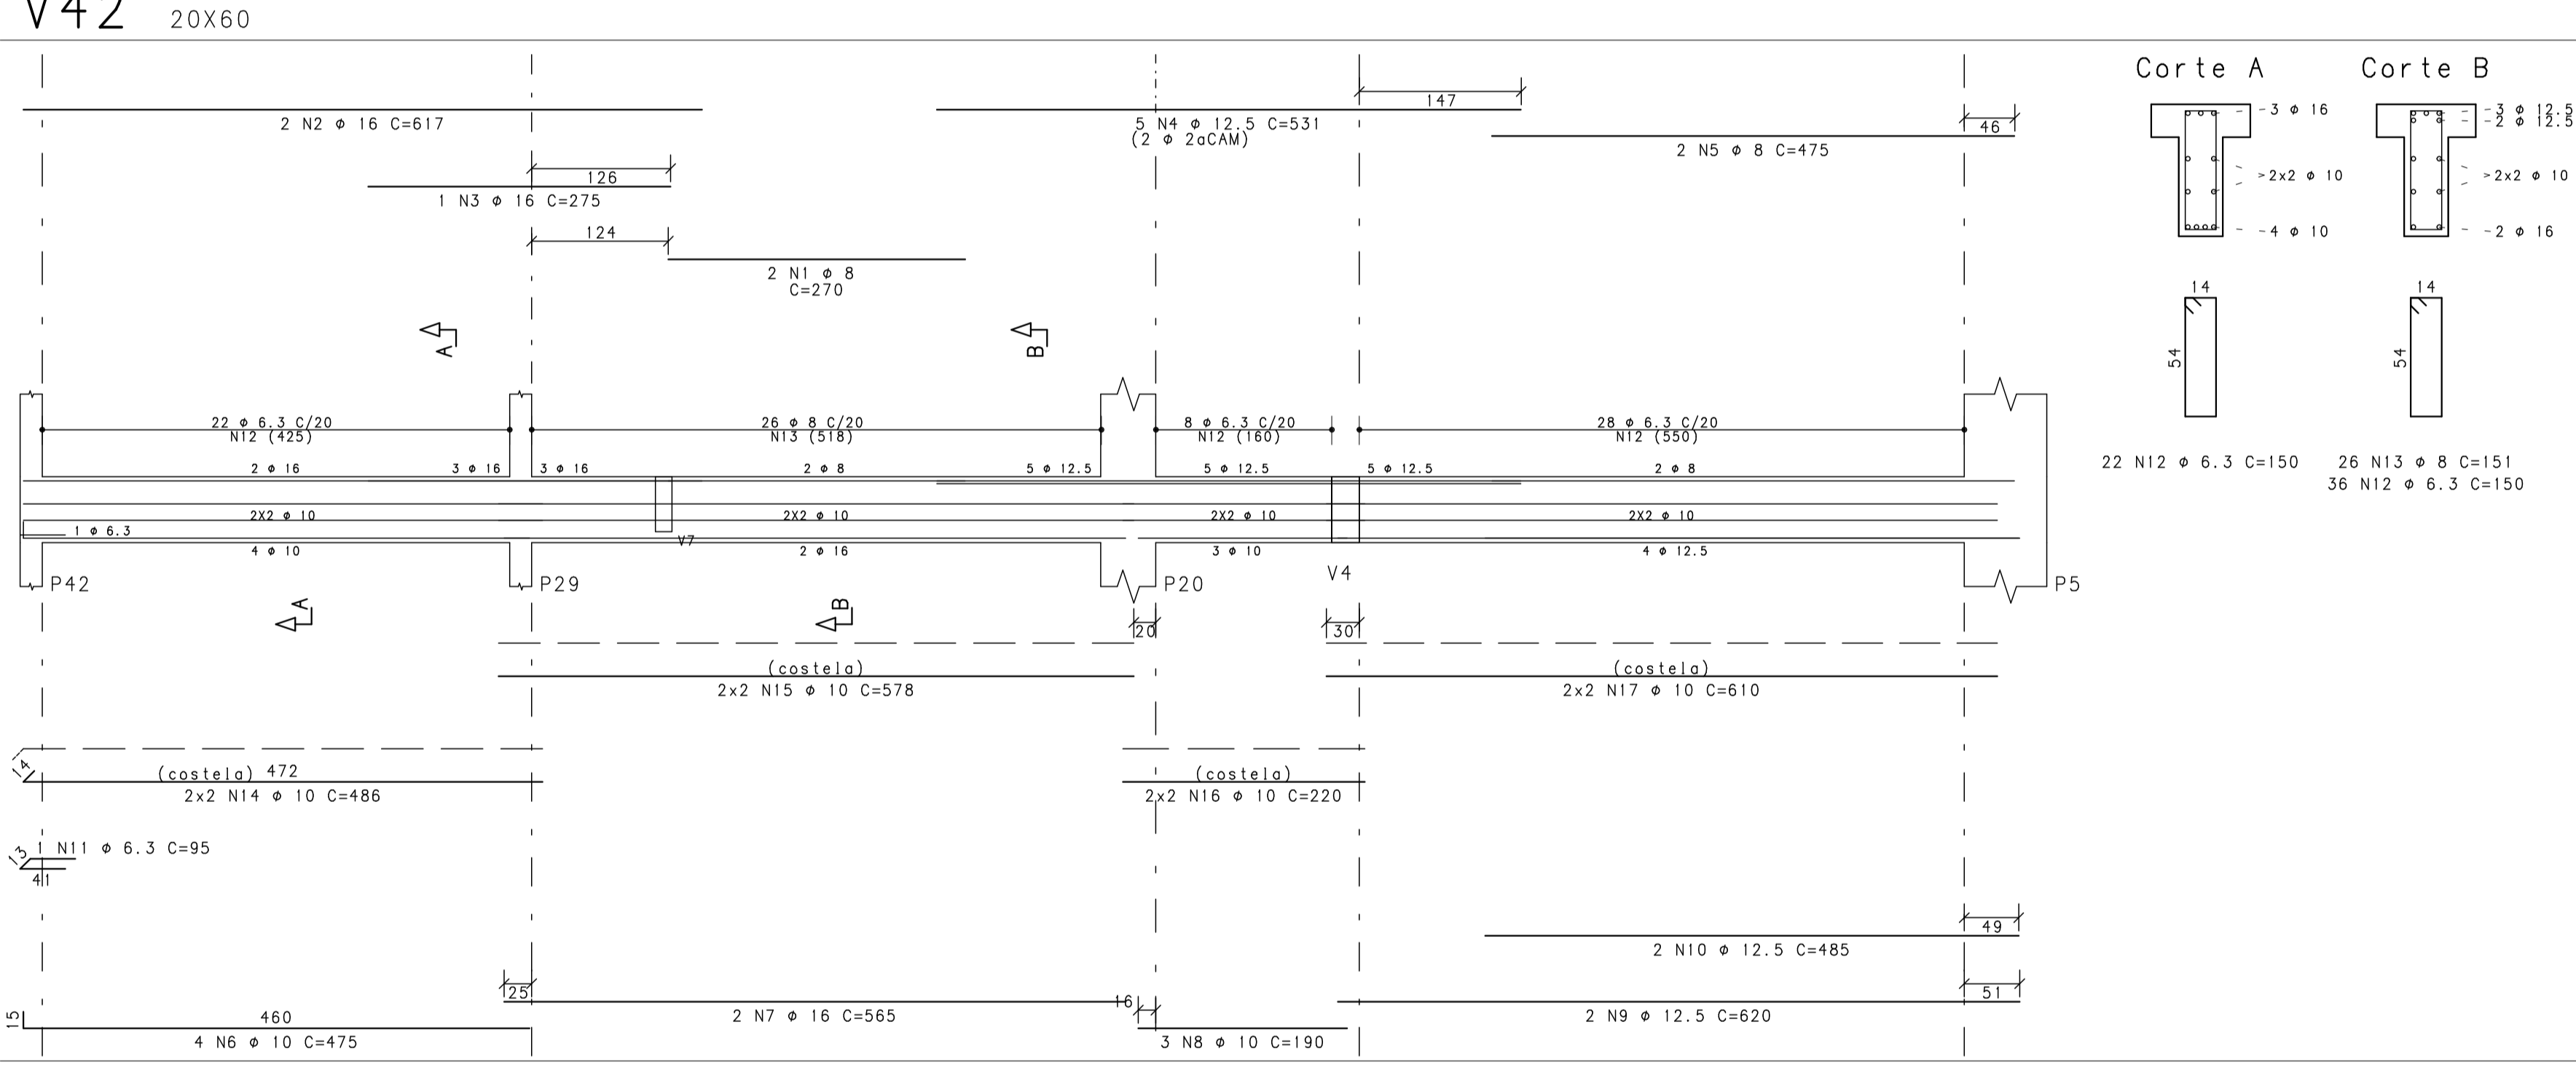 V42 20X60
Corte A
Corte B
147
46
2 N2 ϕ 16 C=617
5 N4 ϕ 12.5 C=531
(2 ϕ 2aCAM)
2 N5 ϕ 8 C=475
126
1 N3 ϕ 16 C=275
124
2 N1 ϕ 8
C=270
3 ϕ 16
>2x2 ϕ 10
4 ϕ 10
3 ϕ 12.5
2 ϕ 12.5
>2x2 ϕ 10
2 ϕ 16
14
54
14
54
22 N12 ϕ 6.3 C=150
26 N13 ϕ 8 C=151
36 N12 ϕ 6.3 C=150
A
B
22 ϕ 6.3 C/20
N12 (425)
26 ϕ 8 C/20
N13 (518)
8 ϕ 6.3 C/20
N12 (160)
28 ϕ 6.3 C/20
N12 (550)
2 ϕ 16
3 ϕ 16
3 ϕ 16
2 ϕ 8
5 ϕ 12.5
5 ϕ 12.5
5 ϕ 12.5
2 ϕ 8
2X2 ϕ 10
2X2 ϕ 10
2X2 ϕ 10
2X2 ϕ 10
1 ϕ 6.3
V7
4 ϕ 10
2 ϕ 16
3 ϕ 10
4 ϕ 12.5
P42
P29
P20
V4
P5
A
B
20
30
(costela)
2x2 N15 ϕ 10 C=578
(costela)
2x2 N17 ϕ 10 C=610
14
(costela) 472
2x2 N14 ϕ 10 C=486
(costela)
2x2 N16 ϕ 10 C=220
13
1 N11 ϕ 6.3 C=95
41
49
2 N10 ϕ 12.5 C=485
25
2 N7 ϕ 16 C=565
16
51
2 N9 ϕ 12.5 C=620
15
460
4 N6 ϕ 10 C=475
3 N8 ϕ 10 C=190